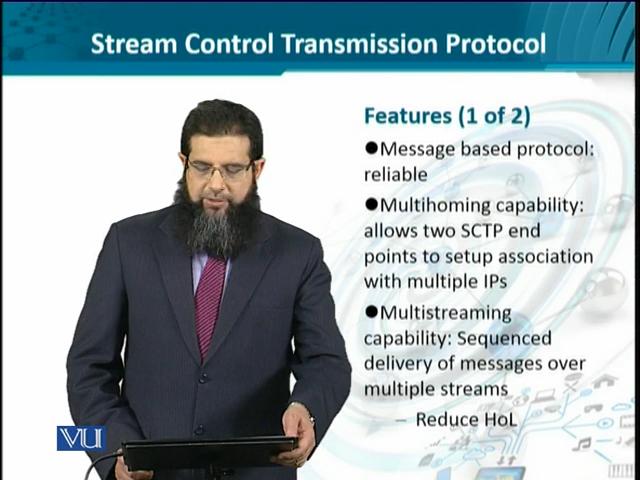 Stream Control Transmission Protocol
Features (1 of 2)
●Message based protocol:
reliable
●Multihoming capability:
allows two SCTP end
points to setup association
with multiple IPs
●Multistreaming
capability: Sequenced
delivery of messages over
multiple streams
– Reduce HoL
VU